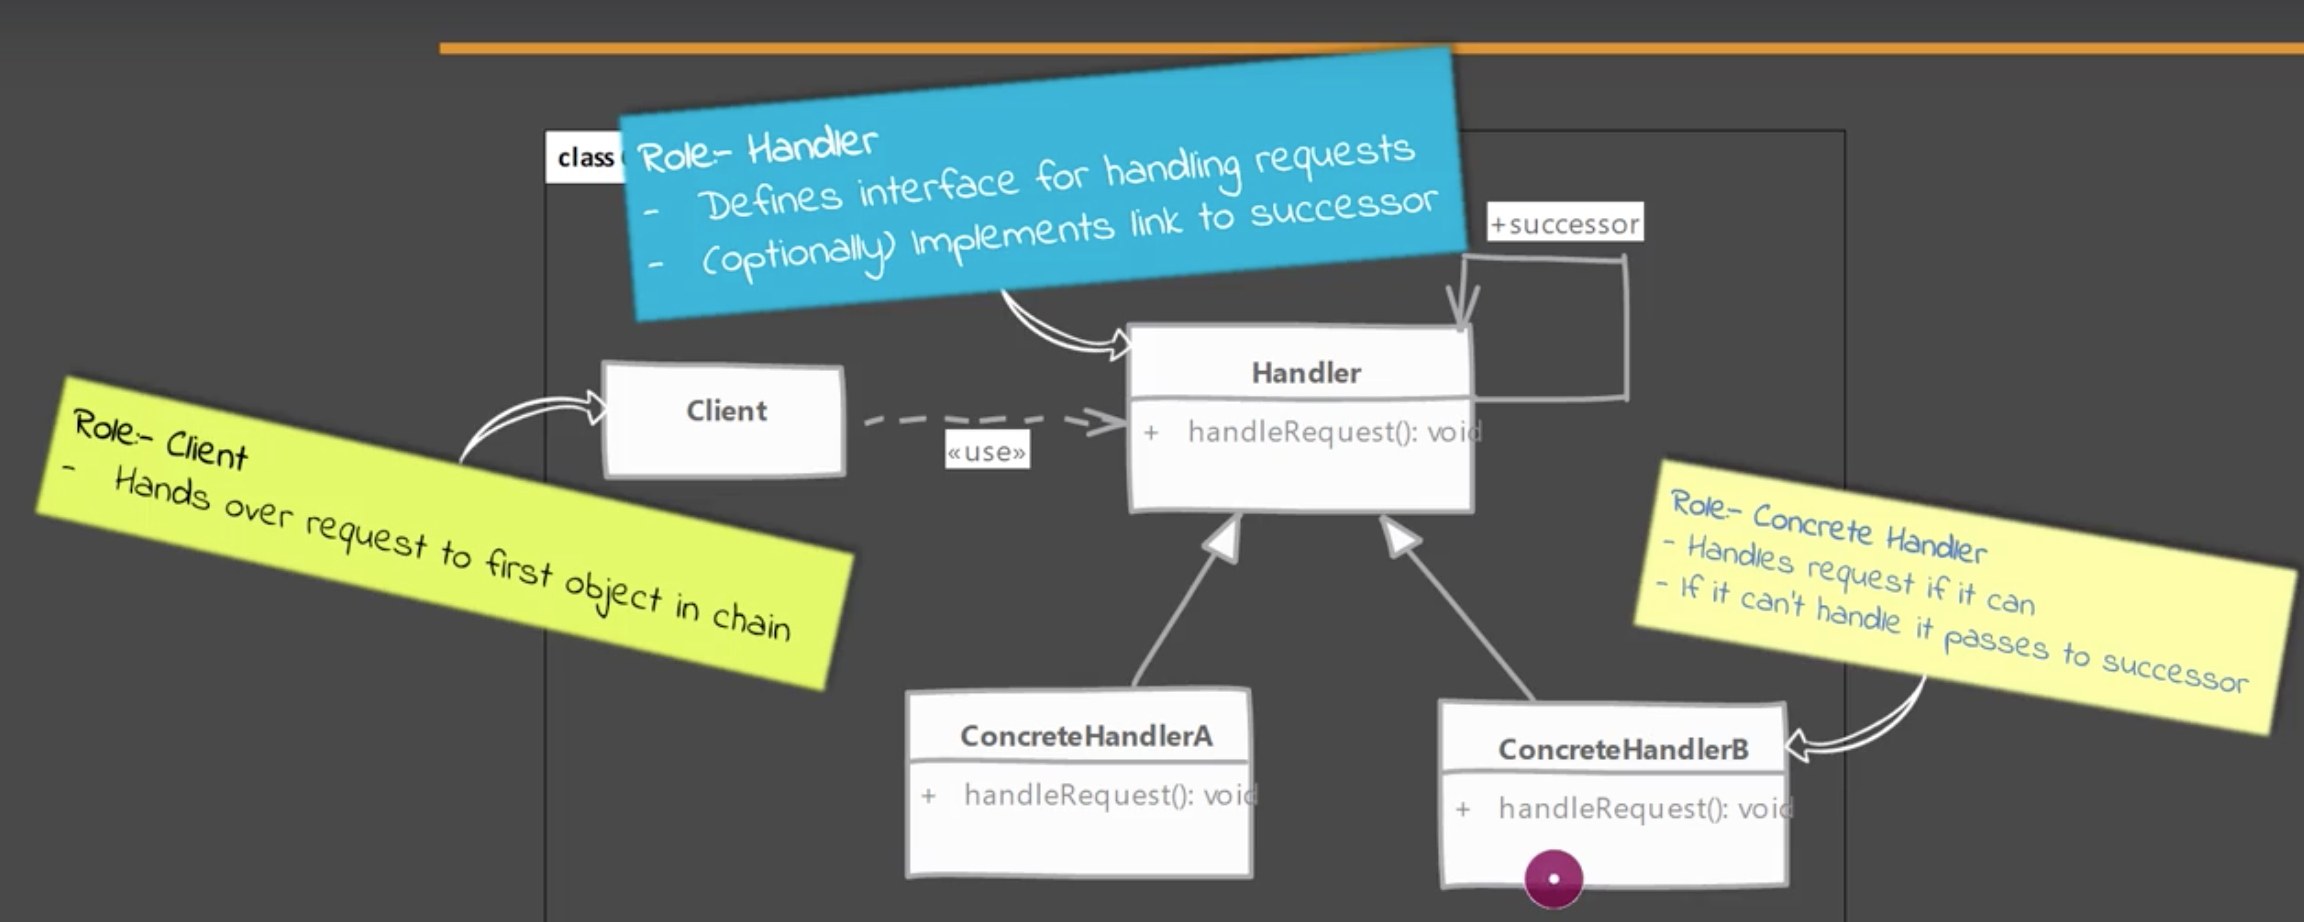 class
Role:- Handler
- Defines interface for handling requests
- (optionally) Implements link to successor
+successor
Handler
+ handleRequest(): void
Client
«use»
Role:- Client
- Hands over request to first object in chain
Role:- Concrete Handler
- Handles request if it can
- If it can't handle it passes to successor
ConcreteHandlerA
+ handleRequest(): void
ConcreteHandlerB
+ handleRequest(): void